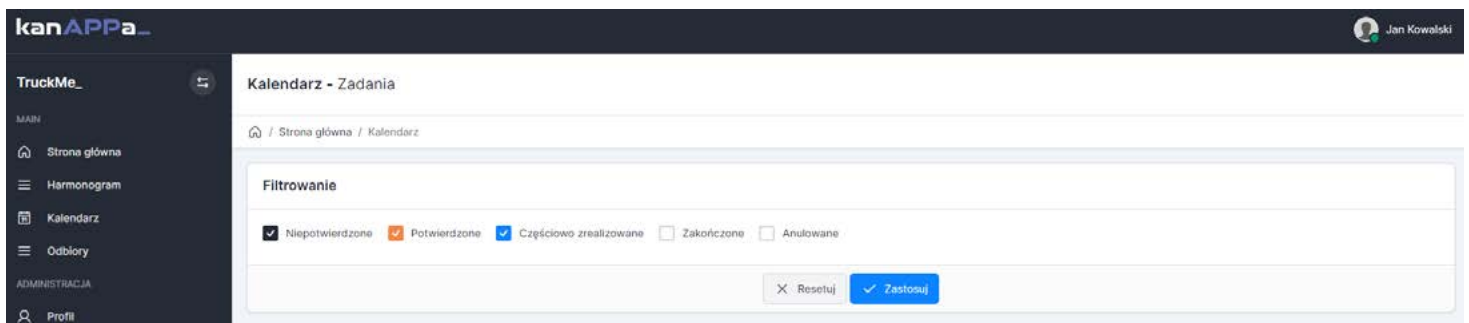 kanAPPa_
Jan Kowalski
TruckMe_
MAIN
Strona główna
Harmonogram
Kalendarz
Odbiory
ADMINISTRACJA
Profil
Kalendarz - Zadania
/ Strona główna / Kalendarz
Filtrowanie
Niepotwierdzone Potwierdzone Częściowo zrealizowane Zakończone Anulowane
Resetuj Zastosuj